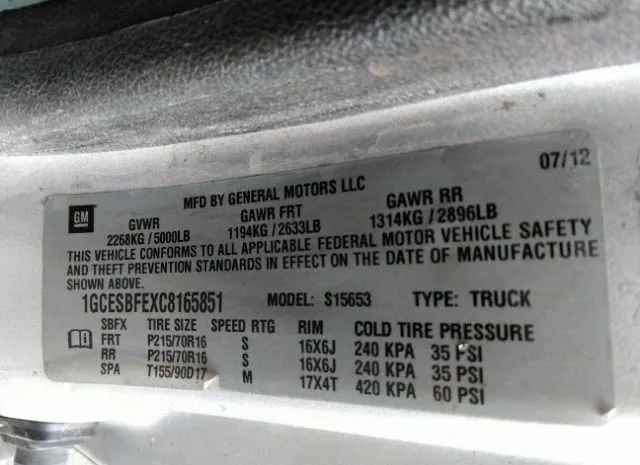 07/12
MFD BY GENERAL MOTORS LLC
GM
GVWR GAWR FRT GAWR RR
2268KG/5000LB 1194KG/2633LB 1314KG/2896LB
THIS VEHICLE CONFORMS TO ALL APPLICABLE FEDERAL MOTOR VEHICLE SAFETY
AND THEFT PREVENTION STANDARDS IN EFFECT ON THE DATE OF MANUFACTURE
SHOWN ABOVE.
1GCESBFEXC8165851 MODEL: S15653 TYPE: TRUCK
SBFX TIRE SIZE SPEED RTG RIM COLD TIRE PRESSURE
FRT P215/70R16 S 16X6J 240 KPA 35 PSI
RR P215/70R16 S 16X6J 240 KPA 35 PSI
SPA T155/90D17 M 17X4T 420 KPA 60 PSI